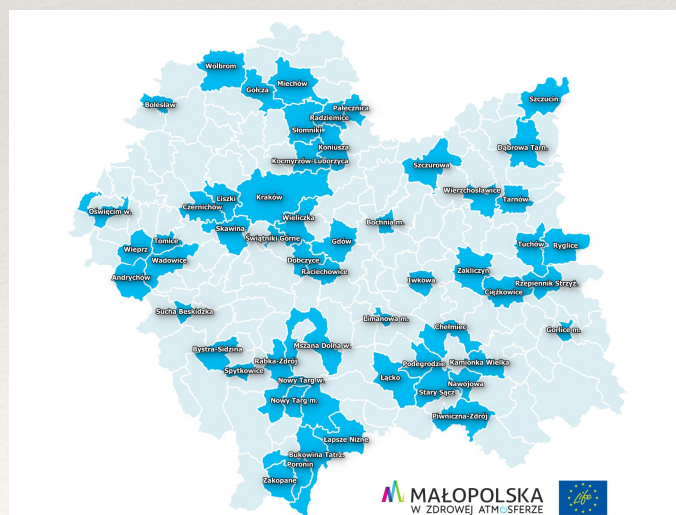 Wolbrom
Miechów
Gołcza
Bolesław
Pałecznica
Radziemice
Słomniki
Koniusza
Kocmyrzów-Luborzyca
Szczucin
Dąbrowa Tarn.
Szczurowa
Wierzchosławice
Tarnów
Oświęcim w.
Liszki
Czernichów
Kraków
Wieliczka
Bochnia m.
Skawina
Świątniki Górne
Gdów
Tomice
Wieprz
Wadowice
Andrychów
Dobczyce
Raciechowice
Tuchów
Ryglice
Zakliczyn
Iwkowa
Rzepiennik Strzyż.
Ciężkowice
Sucha Beskidzka
Limanowa m.
Chełmiec
Gorlice m.
Mszana Dolna w.
Bystra-Sidzina
Rabka-Zdrój
Spytkowice
Podegrodzie
Kamionka Wielka
Łącko
Nowy Targ w.
Nawojowa
Stary Sącz
Nowy Targ m.
Piwniczna-Zdrój
Łapsze Niżne
Bukowina Tatrz.
Poronin
Zakopane
MAŁOPOLSKA
W ZDROWEJ ATMOSFERZE
Life